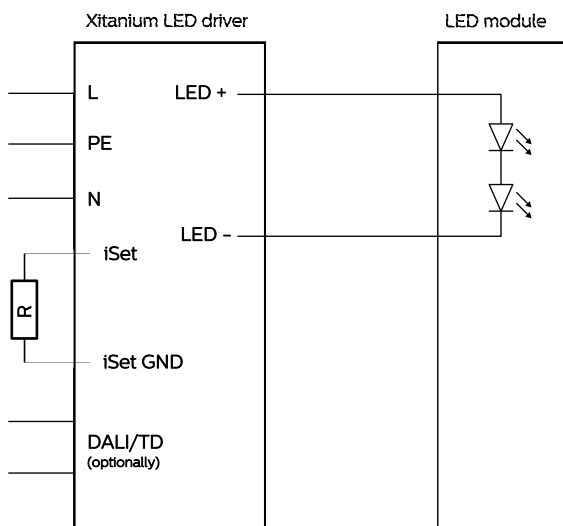 Xitanium LED driver
LED module
L
LED +
PE
N
LED –
iSet
R
iSet GND
DALI/TD
(optionally)